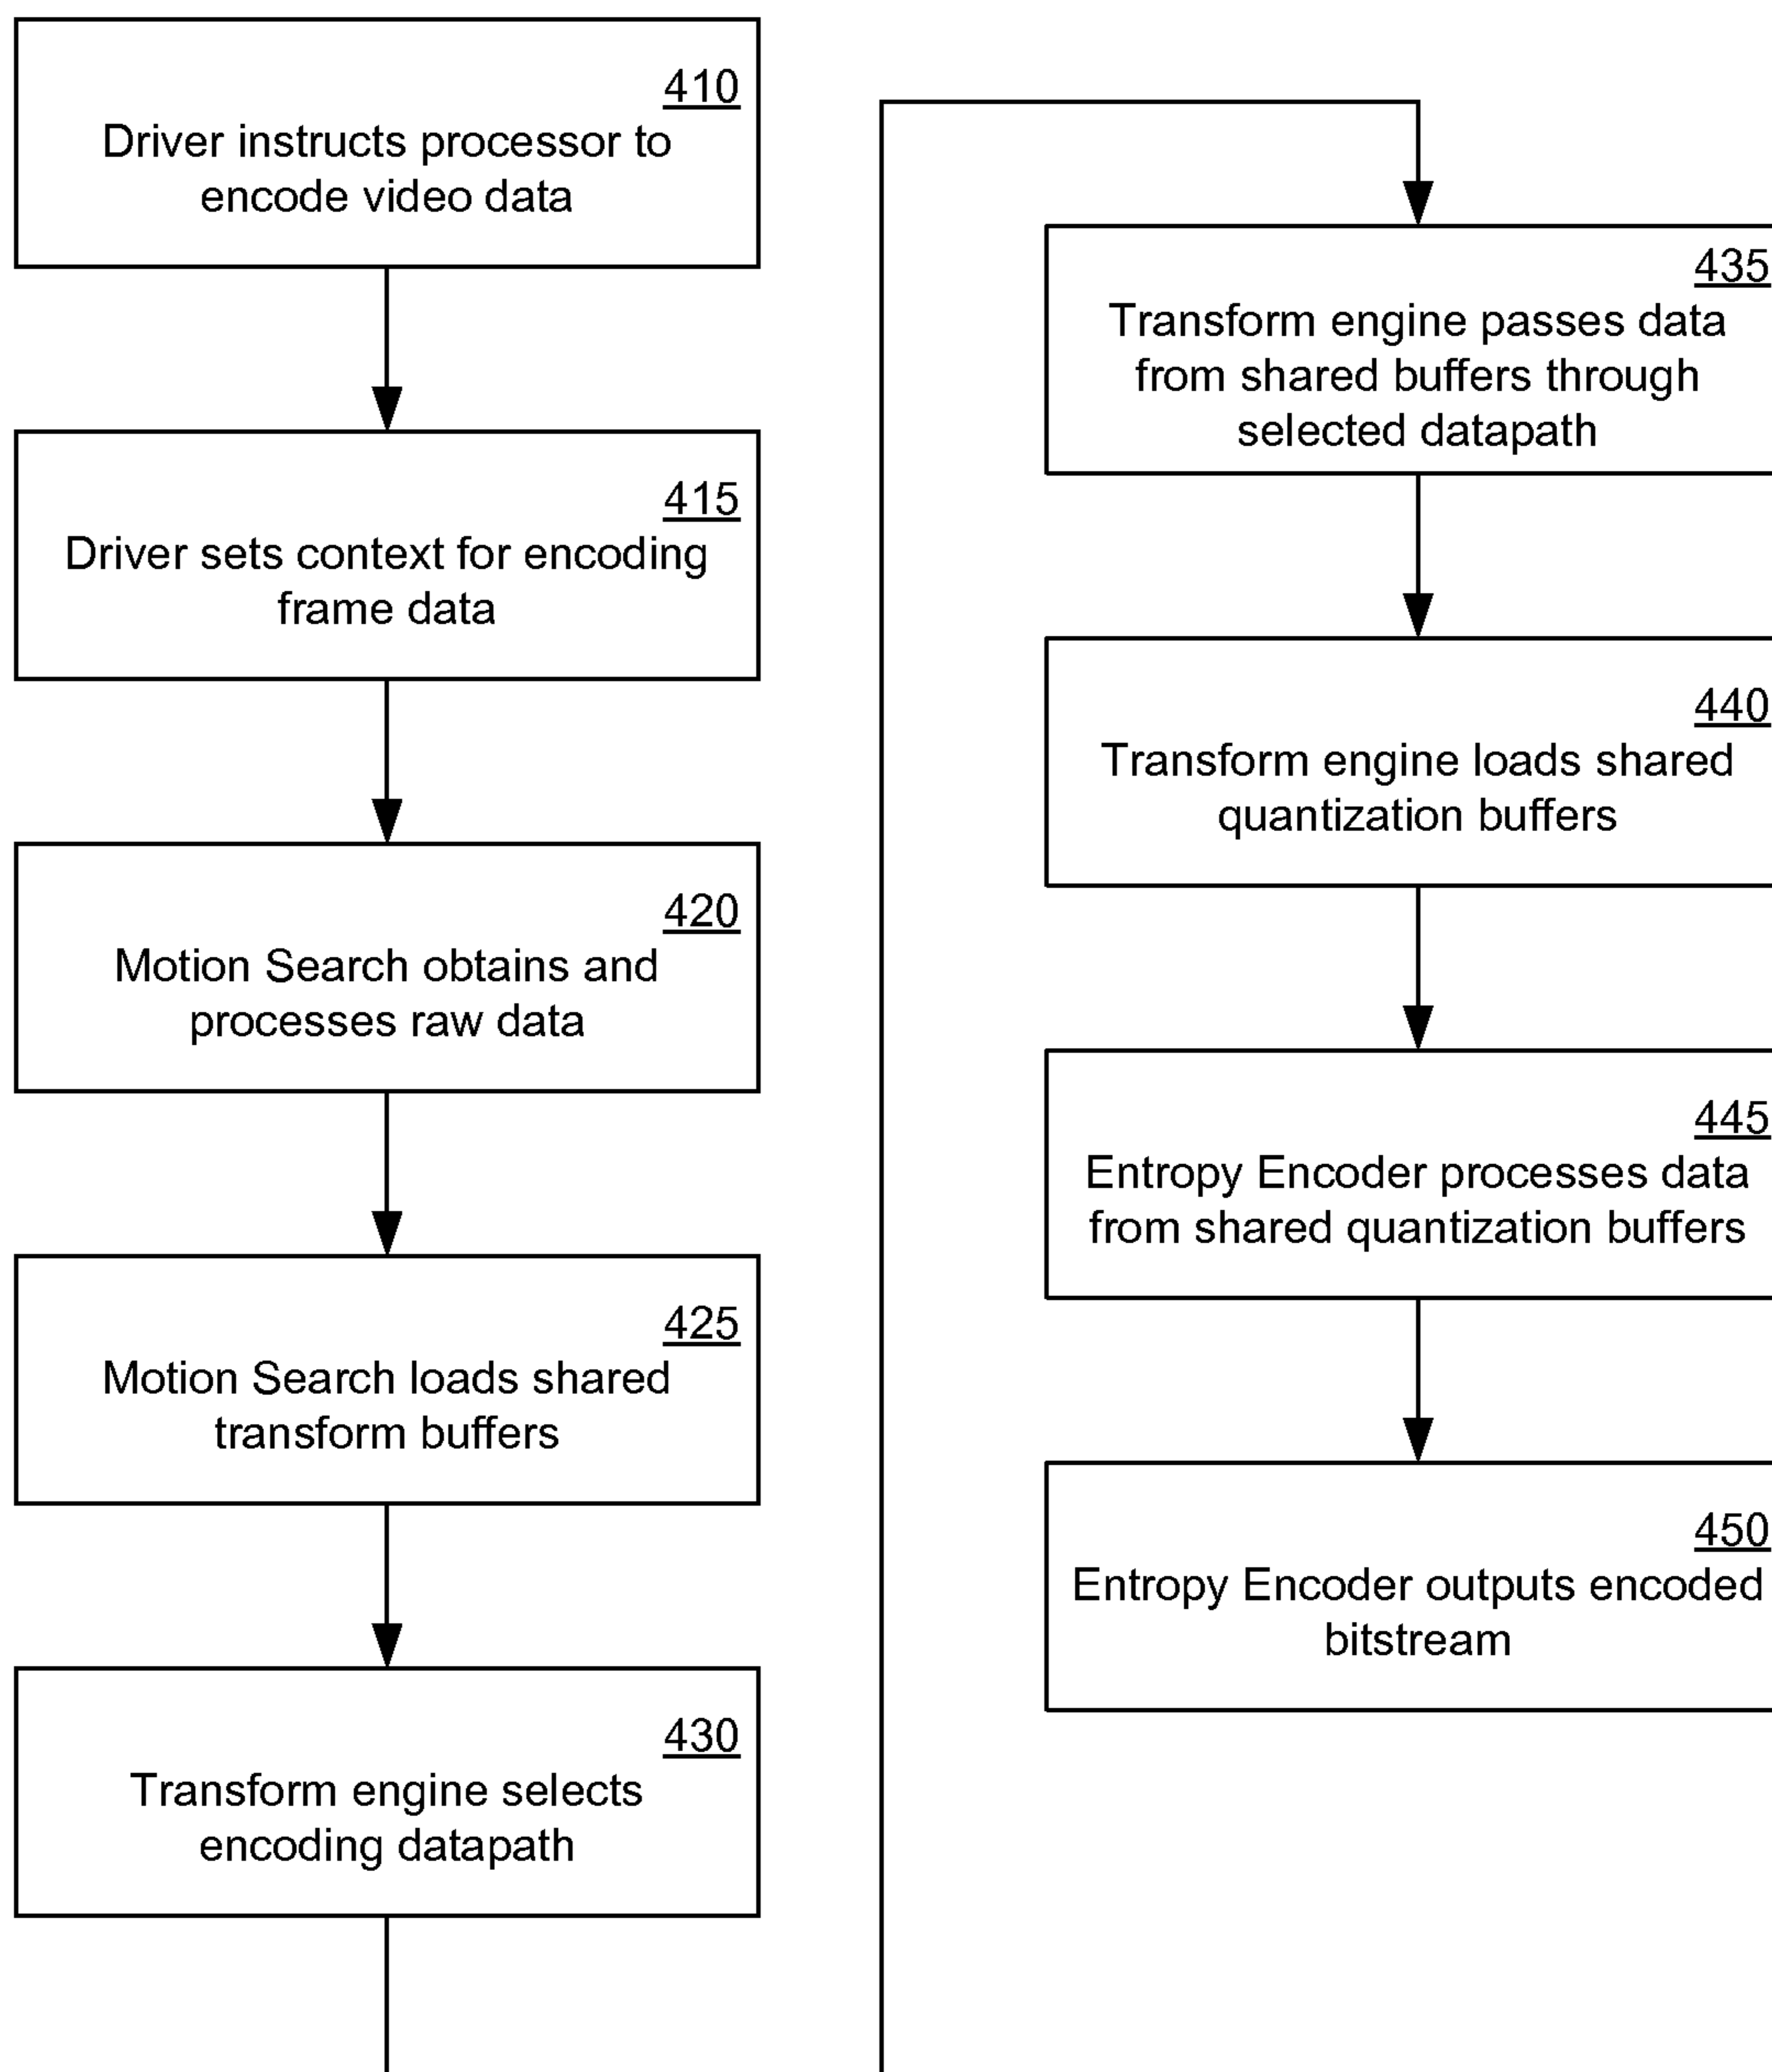 410
Driver instructs processor to
encode video data
415
Driver sets context for encoding
frame data
420
Motion Search obtains and
processes raw data
425
Motion Search loads shared
transform buffers
430
Transform engine selects
encoding datapath
435
Transform engine passes data
from shared buffers through
selected datapath
440
Transform engine loads shared
quantization buffers
445
Entropy Encoder processes data
from shared quantization buffers
450
Entropy Encoder outputs encoded
bitstream